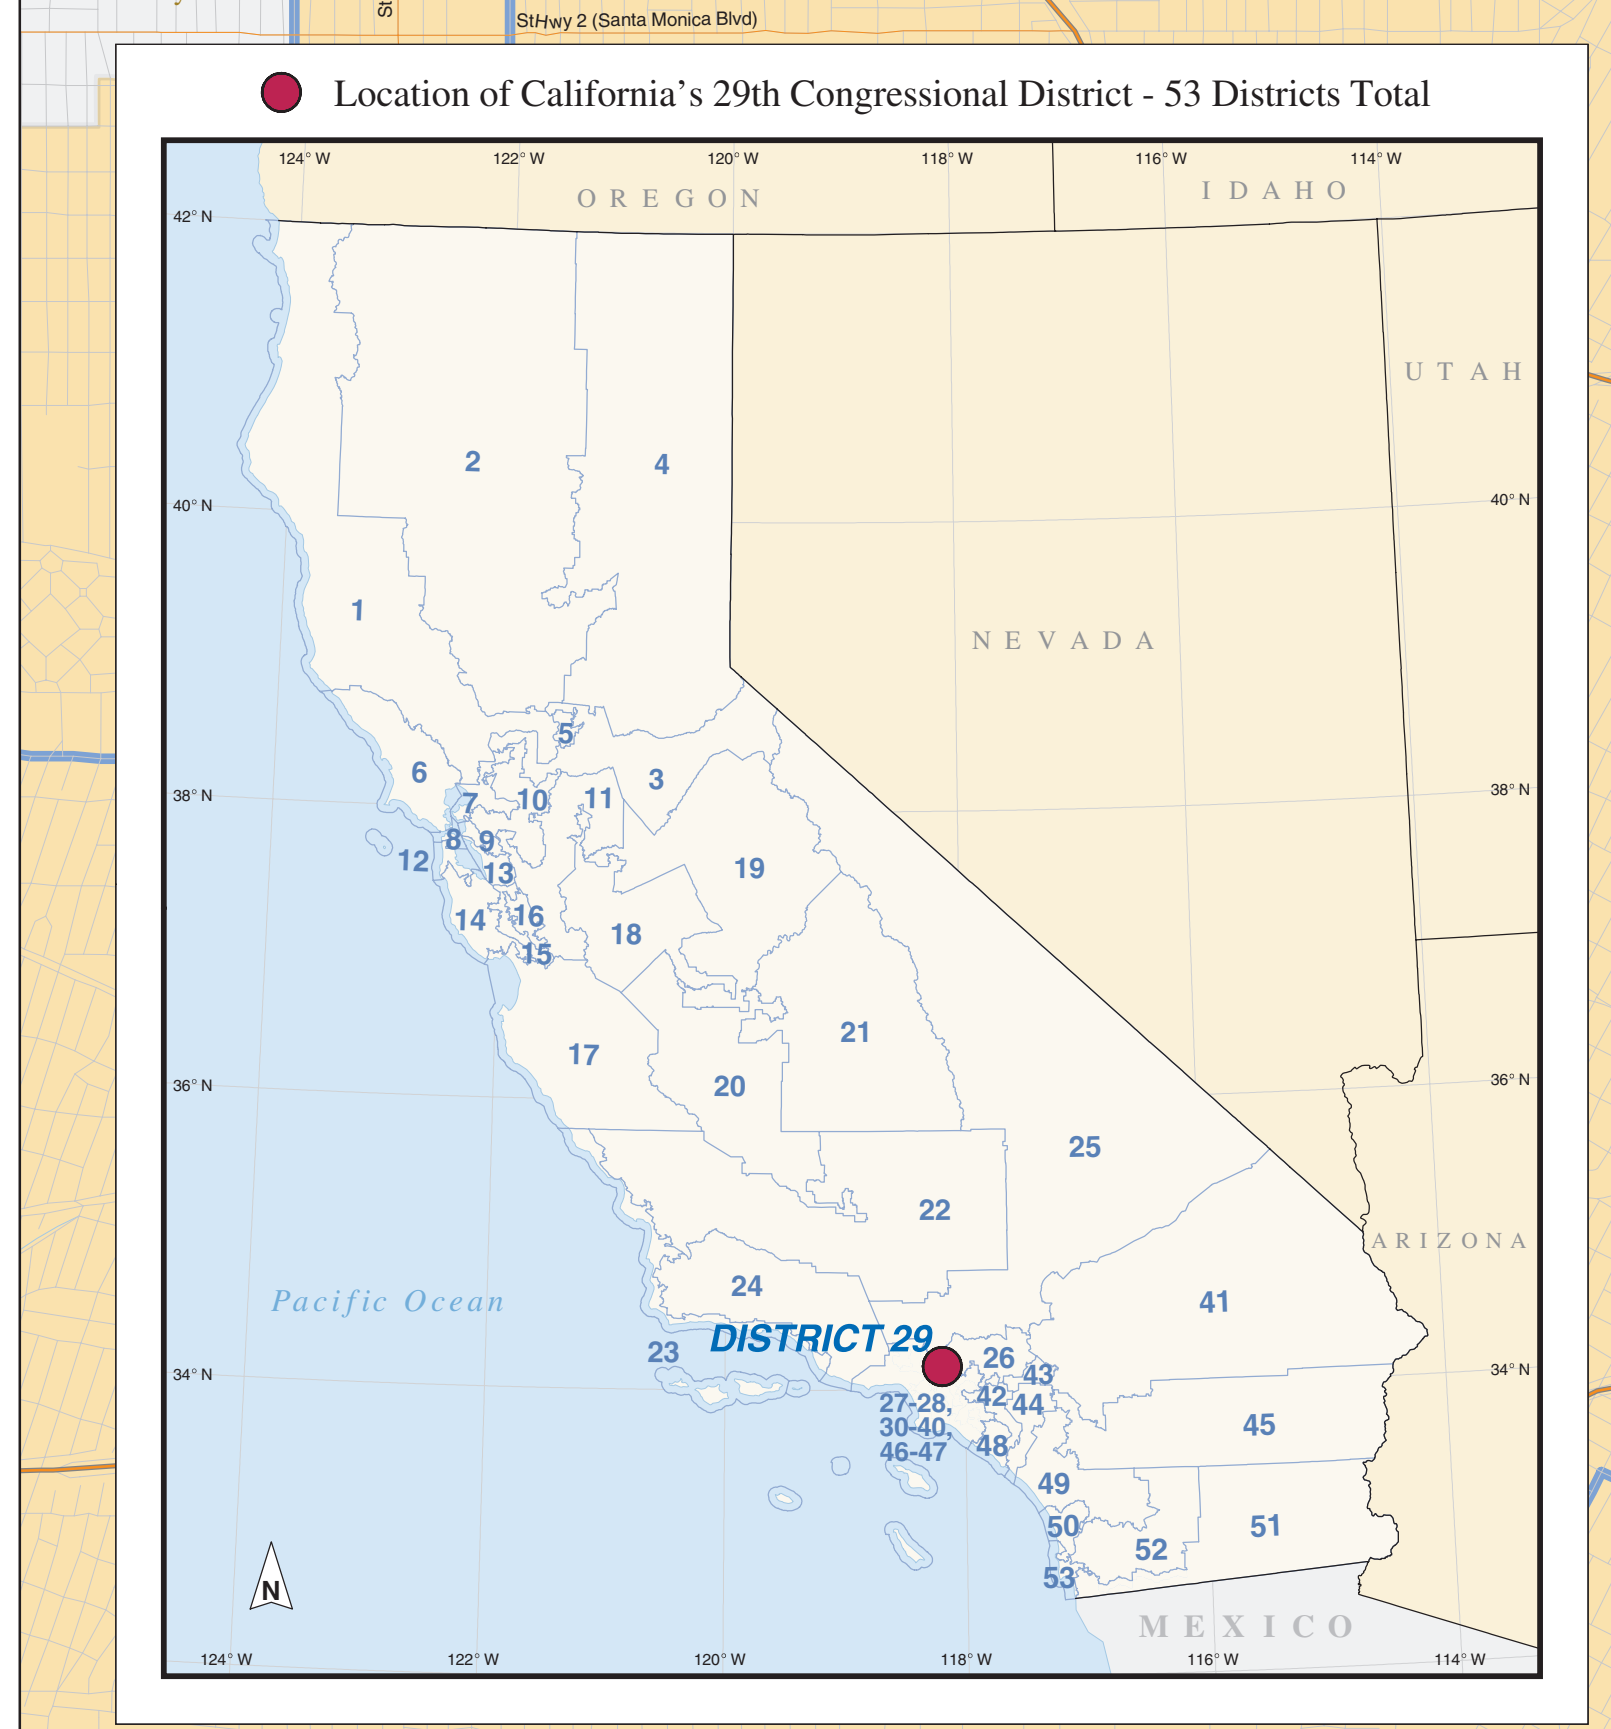 St
StHwy 2 (Santa Monica Blvd)
Location of California's 29th Congressional District - 53 Districts Total
124° W 122° W 120° W 118° W 116° W 114° W
OREGON IDAHO
42° N
UTAH
2 4
40° N 40° N
1
NEVADA
5
6 3
38° N 7 10 11 38° N
8 9
12 13 19
14 16
18
15
21
17
36° N 20 36° N
25
22
ARIZONA
24
Pacific Ocean 41
DISTRICT 29
23 26
34° N 43 34° N
42
27-28, 44
30-40, 45
46-47 48
49
50 51
52
53
N
MEXICO
124° W 122° W 120° W 118° W 116° W 114° W